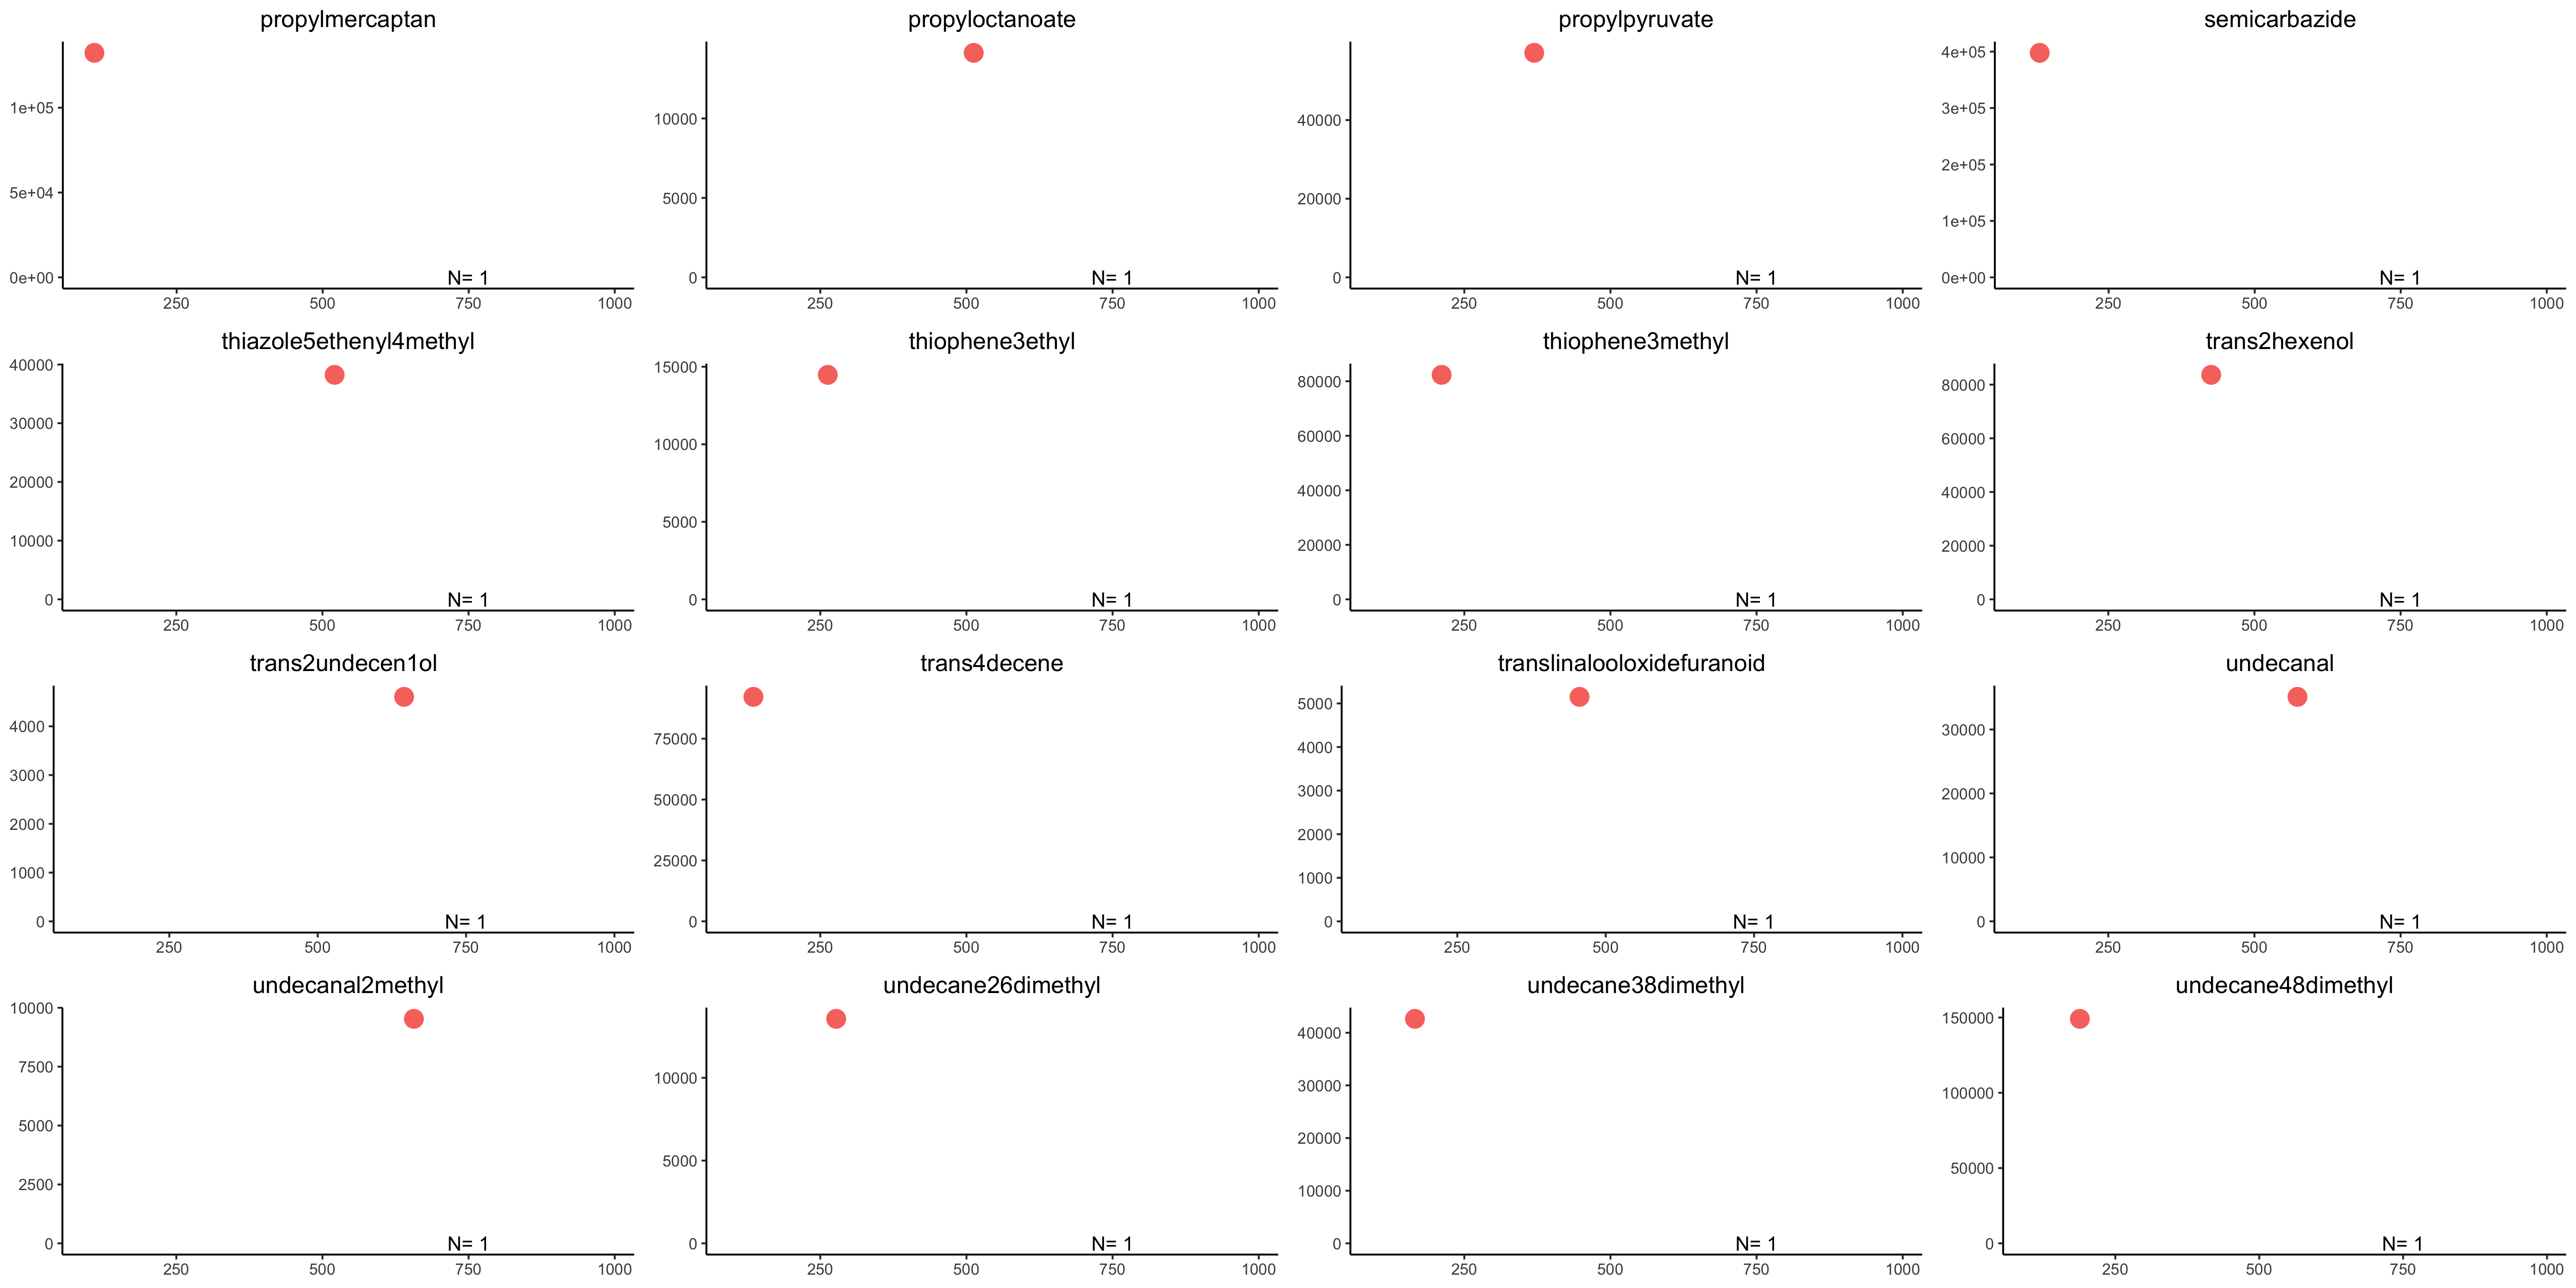 propylmercaptan
1e+05
5e+04
0e+00
N= 1
250 500 750 1000
propyloctanoate
10000
5000
0
N= 1
250 500 750 1000
propylpyruvate
40000
20000
0
N= 1
250 500 750 1000
semicarbazide
4e+05
3e+05
2e+05
1e+05
0e+00
N= 1
250 500 750 1000
thiazole5ethenyl4methyl
40000
30000
20000
10000
0
N= 1
250 500 750 1000
thiophene3ethyl
15000
10000
5000
0
N= 1
250 500 750 1000
thiophene3methyl
80000
60000
40000
20000
0
N= 1
250 500 750 1000
trans2hexenol
80000
60000
40000
20000
0
N= 1
250 500 750 1000
trans2undecen1ol
4000
3000
2000
1000
0
N= 1
250 500 750 1000
trans4decene
75000
50000
25000
0
N= 1
250 500 750 1000
translinalooloxidefuranoid
5000
4000
3000
2000
1000
0
N= 1
250 500 750 1000
undecanal
30000
20000
10000
0
N= 1
250 500 750 1000
undecanal2methyl
10000
7500
5000
2500
0
N= 1
250 500 750 1000
undecane26dimethyl
10000
5000
0
N= 1
250 500 750 1000
undecane38dimethyl
40000
30000
20000
10000
0
N= 1
250 500 750 1000
undecane48dimethyl
150000
100000
50000
0
N= 1
250 500 750 1000